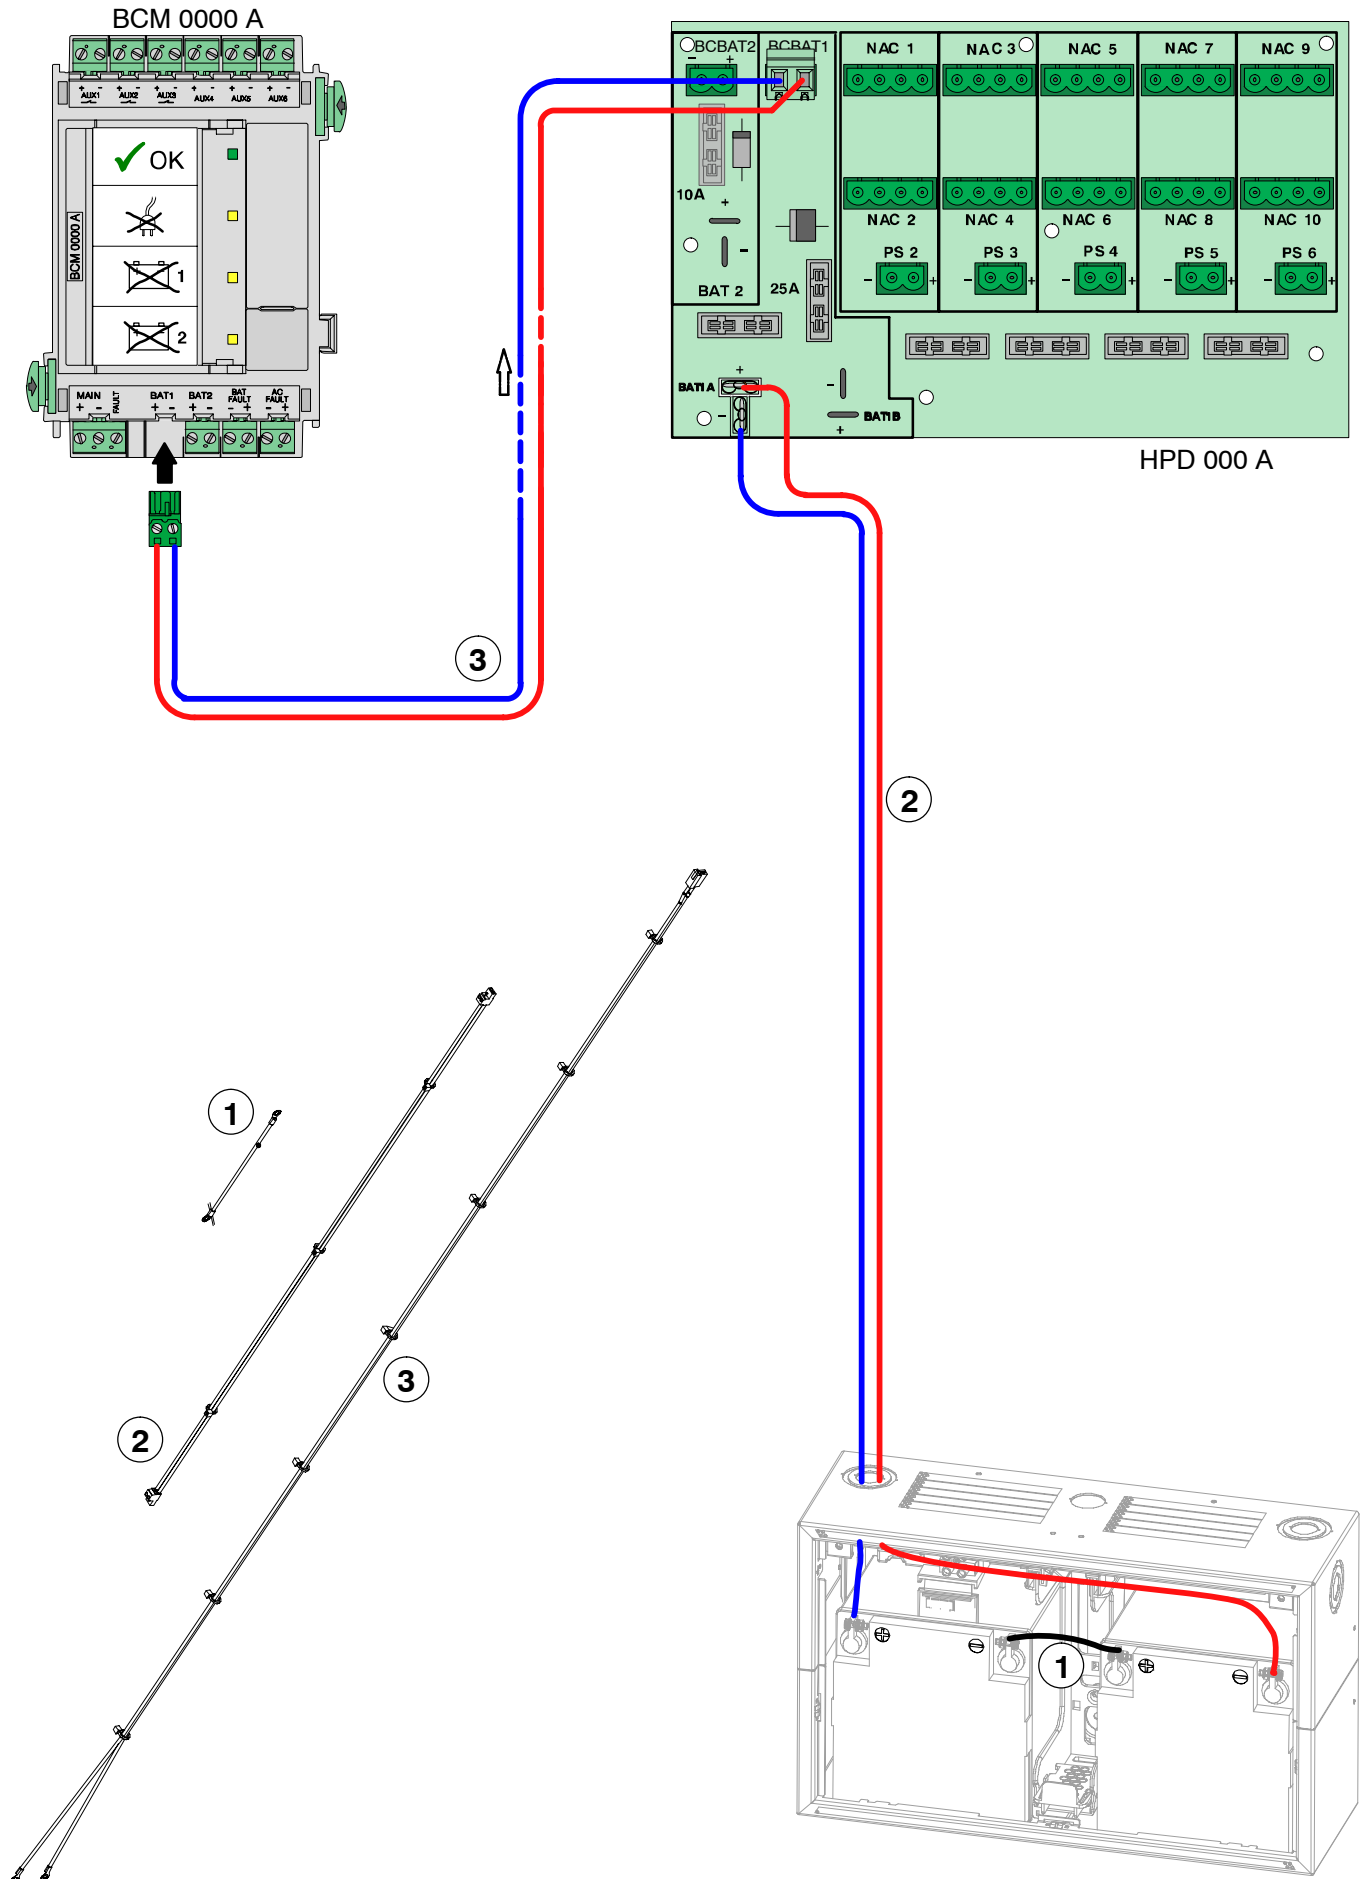 BCM 0000 A
+ - + - + - + - + - + -
AUX1 AUX2 AUX3 AUX4 AUX5 AUX6
OK
BCM 0000 A
1
2
MAIN FAULT BAT1 BAT2 BAT FAULT AC FAULT
+ - + - + - - + - +
BCBAT2 BCBAT1
- +
NAC 1 NAC 3 NAC 5 NAC 7 NAC 9
10A
+
-
BAT 2
25A
NAC 2 NAC 4 NAC 6 NAC 8 NAC 10
PS 2 PS 3 PS 4 PS 5 PS 6
- + - + - + - + - +
BAT1A
+
-
-
BAT1B
+
HPD 000 A
3
2
1
2
3
1